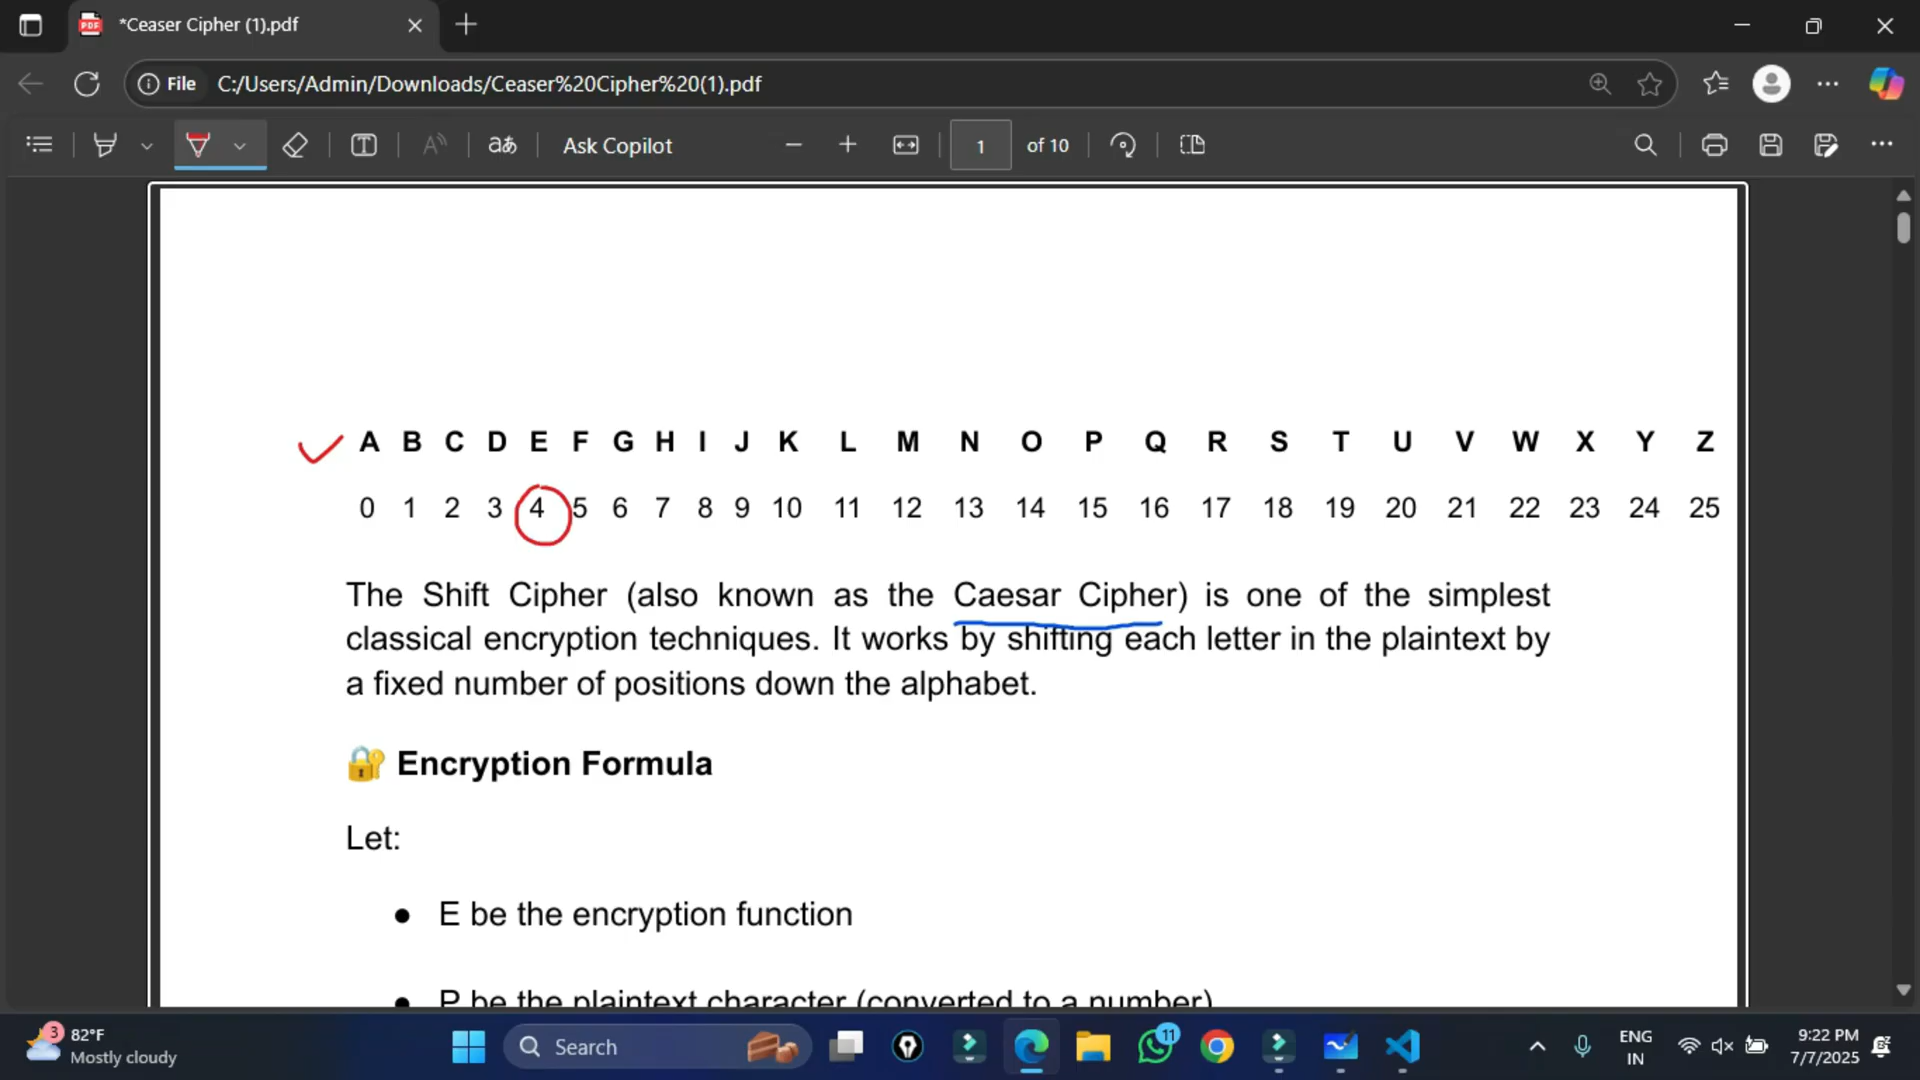 *Ceaser Cipher (1).pdf
File C:/Users/Admin/Downloads/Ceaser%20Cipher%20(1).pdf
Ask Copilot 1 of 10
A B C D E F G H I J K L M N O P Q R S T U V W X Y Z
0 1 2 3 4 5 6 7 8 9 10 11 12 13 14 15 16 17 18 19 20 21 22 23 24 25
The Shift Cipher (also known as the Caesar Cipher) is one of the simplest
classical encryption techniques. It works by shifting each letter in the plaintext by
a fixed number of positions down the alphabet.
🔐 Encryption Formula
Let:
● E be the encryption function
● P be the plaintext character (converted to a number)
3 82°F
Mostly cloudy
Search
11
ENG
IN
9:22 PM
7/7/2025